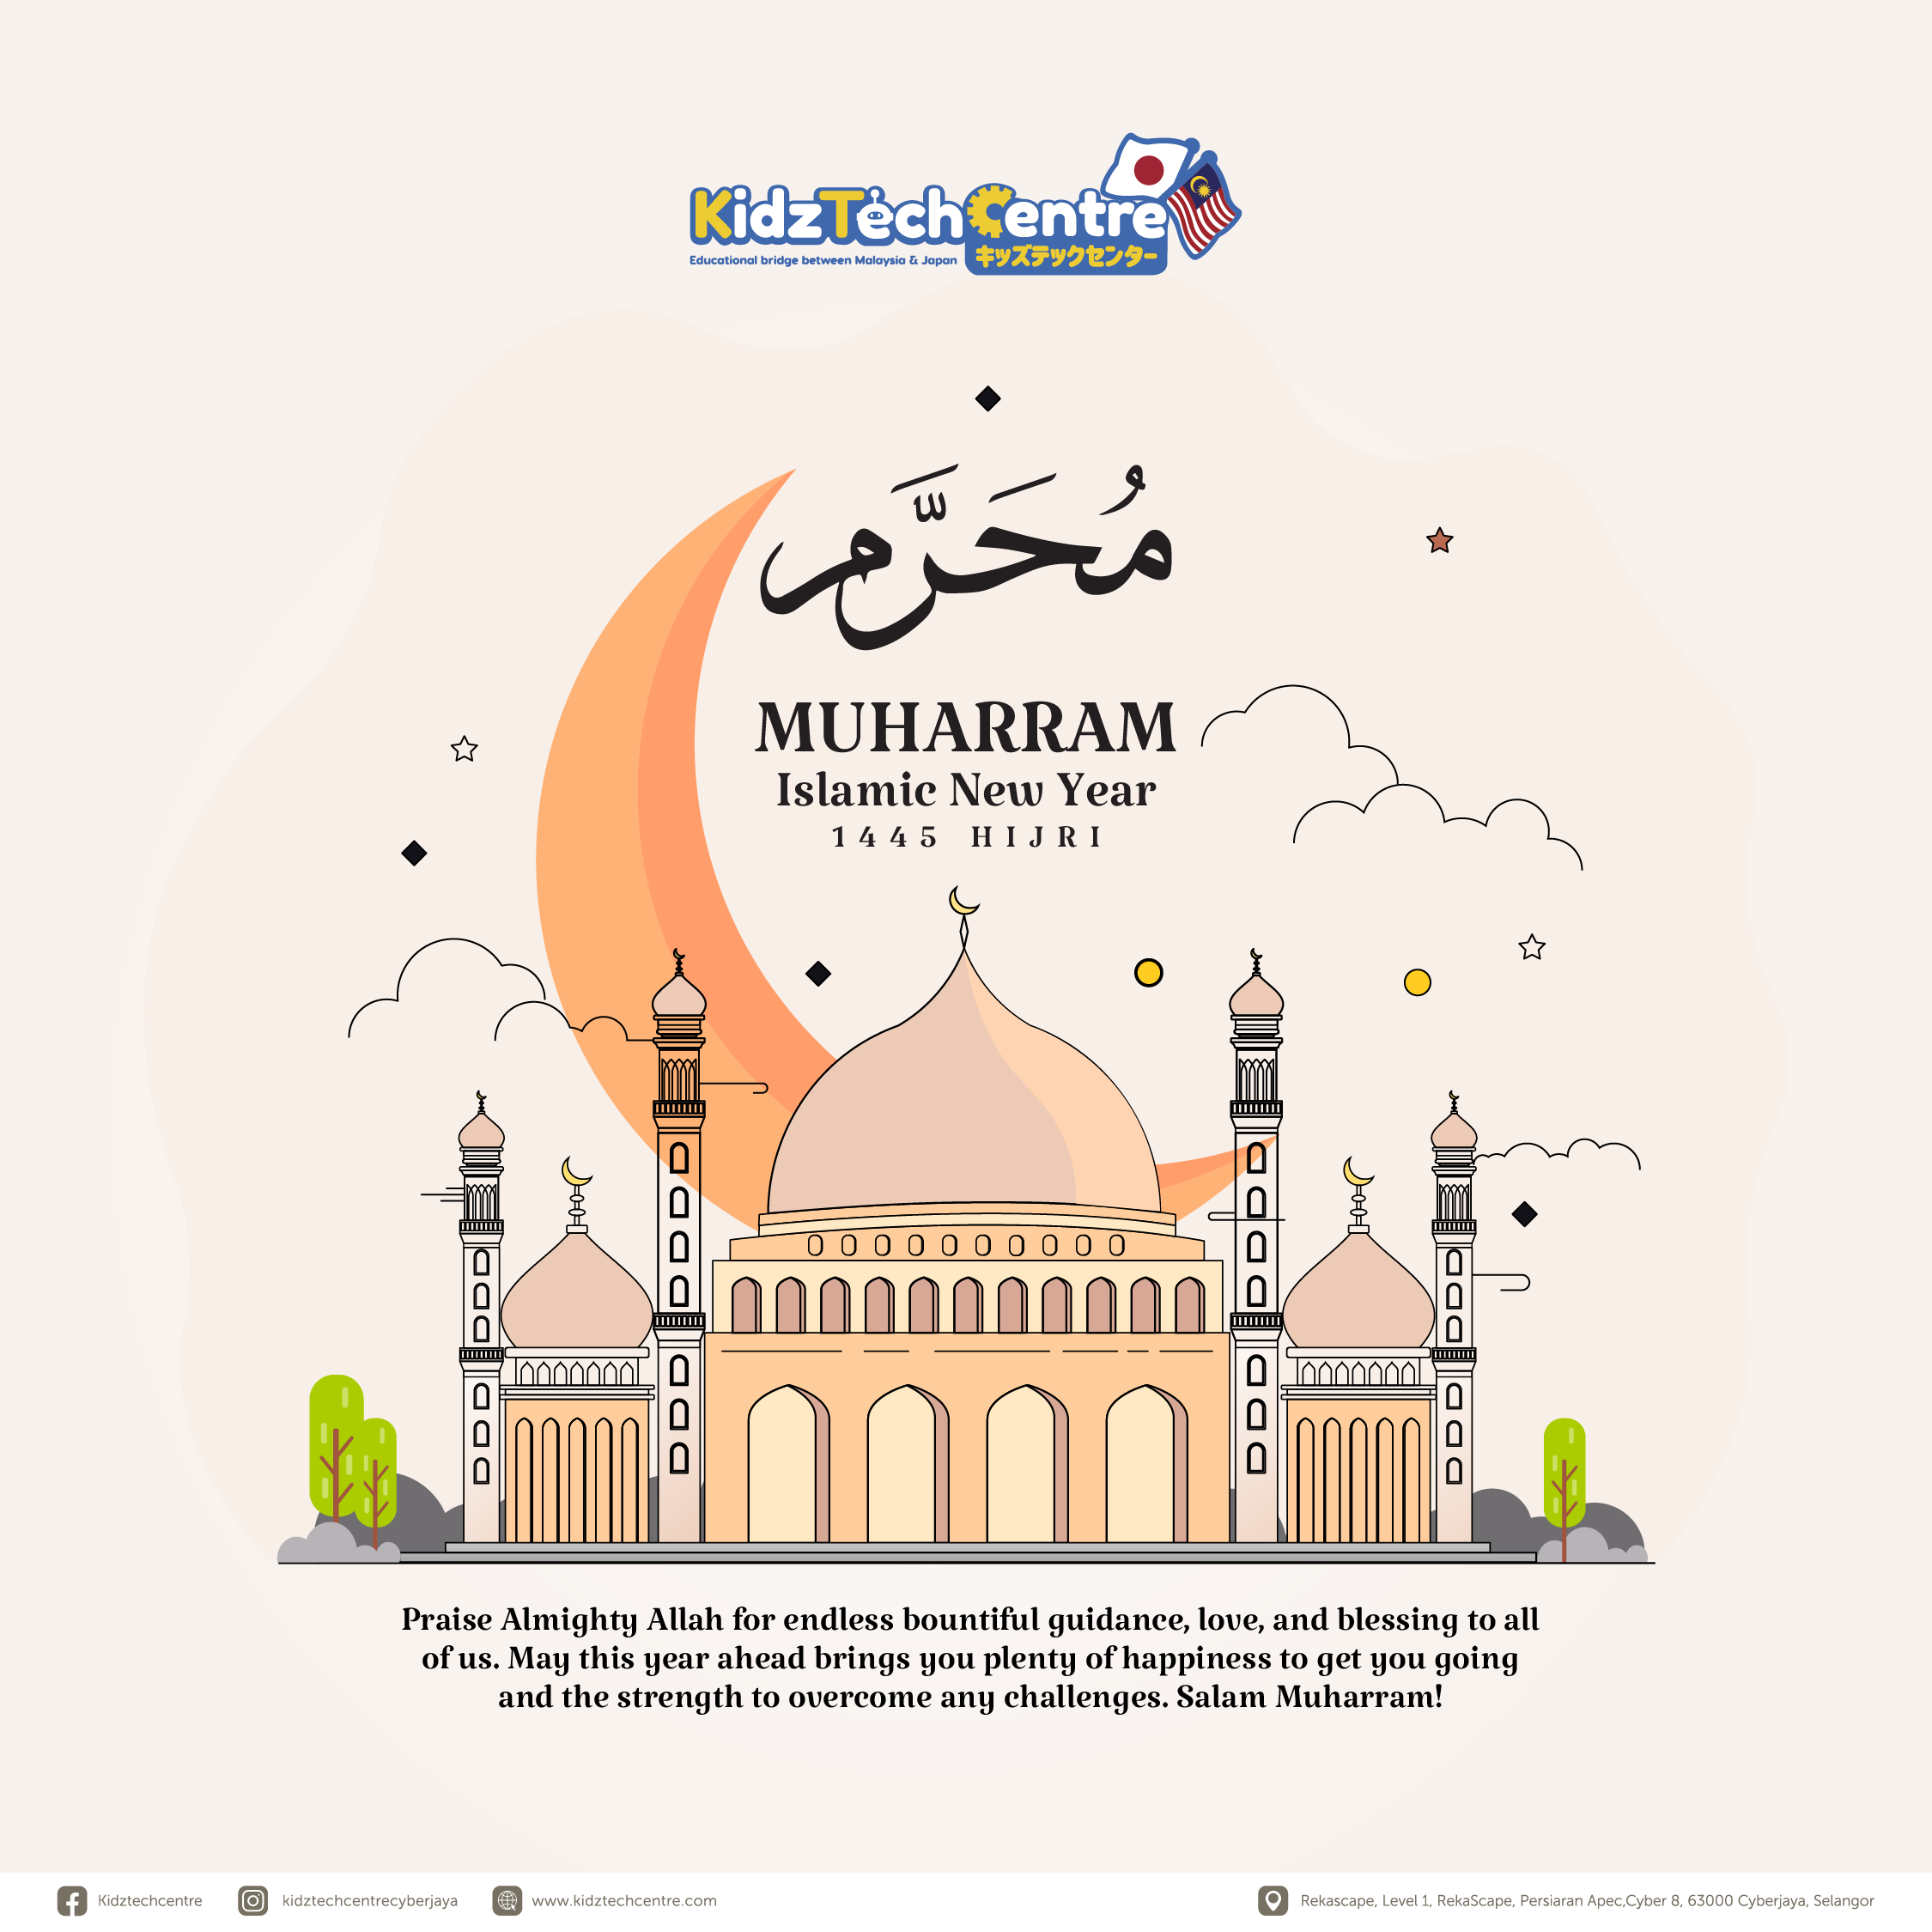 KidzTechCentre
Educational bridge between Malaysia & Japan
キッズテックセンター
مُحَرَّم
MUHARRAM
Islamic New Year
1445 HIJRI
Praise Almighty Allah for endless bountiful guidance, love, and blessing to all
of us. May this year ahead brings you plenty of happiness to get you going
and the strength to overcome any challenges. Salam Muharram!
Kidztechcentre
kidztechcentrecyberjaya
www.kidztechcentre.com
Rekascape, Level 1, RekaScape, Persiaran Apec,Cyber 8, 63000 Cyberjaya, Selangor